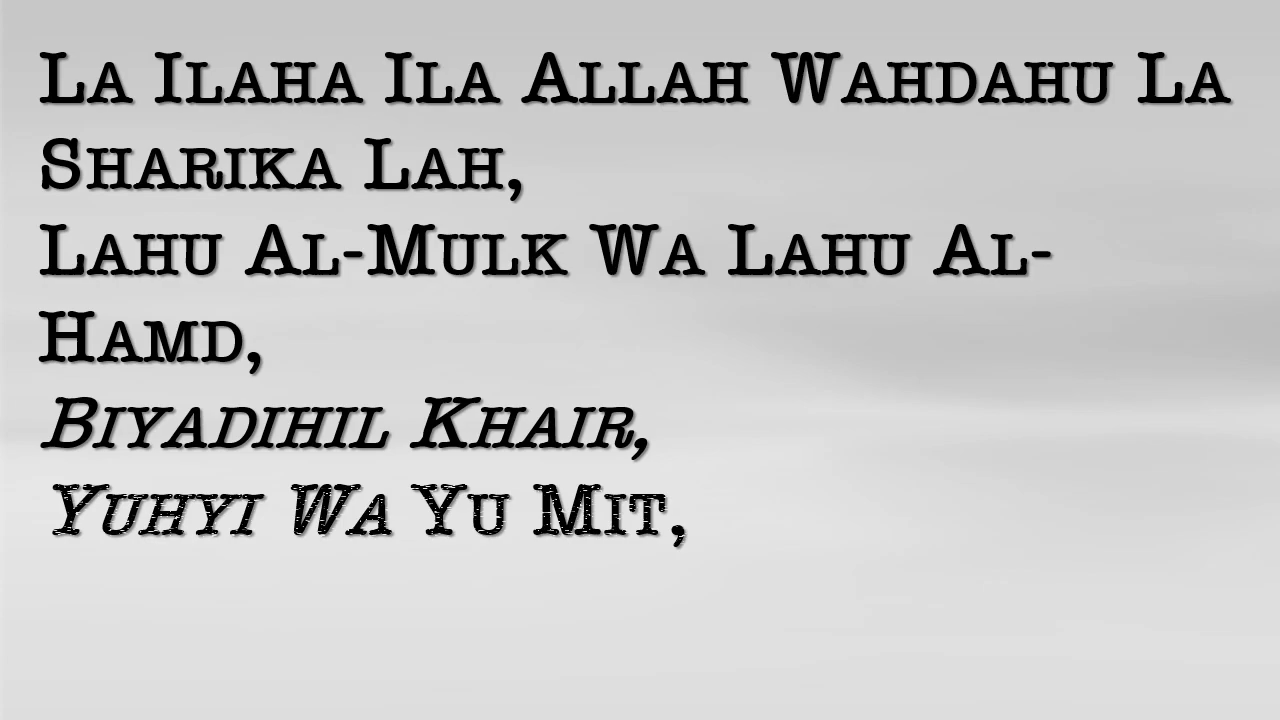 La Ilaha Ila Allah Wahdahu La
Sharika Lah,
Lahu Al-Mulk Wa Lahu Al-
Hamd,
Biyadihil Khair,
Yuhyi Wa Yu Mit,